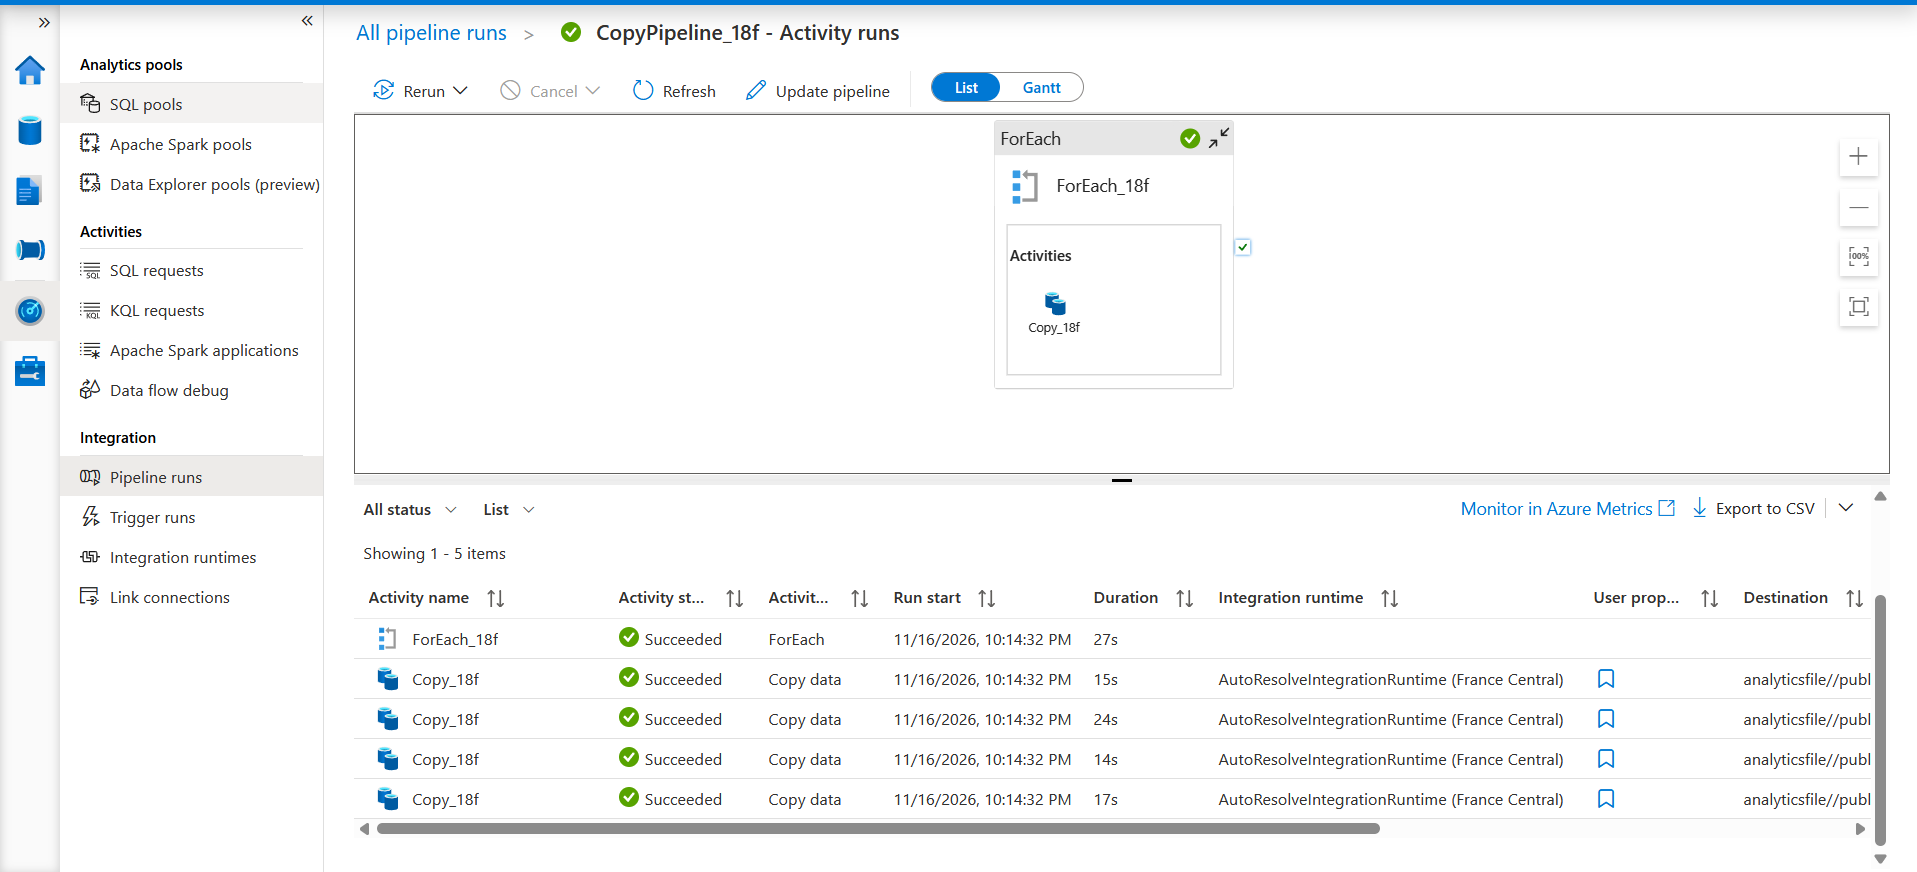 All pipeline runs > CopyPipeline_18f - Activity runs
Rerun Cancel Refresh Update pipeline List Gantt
Analytics pools
SQL pools
Apache Spark pools
Data Explorer pools (preview)
Activities
SQL requests
KQL requests
Apache Spark applications
Data flow debug
Integration
Pipeline runs
Trigger runs
Integration runtimes
Link connections
ForEach
ForEach_18f
Activities
Copy_18f
100%
All status List Monitor in Azure Metrics Export to CSV
Showing 1 - 5 items
Activity name Activity st... Activit... Run start Duration Integration runtime User prop... Destination
ForEach_18f Succeeded ForEach 11/16/2026, 10:14:32 PM 27s
Copy_18f Succeeded Copy data 11/16/2026, 10:14:32 PM 15s AutoResolveIntegrationRuntime (France Central) analyticsfile//publ
Copy_18f Succeeded Copy data 11/16/2026, 10:14:32 PM 24s AutoResolveIntegrationRuntime (France Central) analyticsfile//publ
Copy_18f Succeeded Copy data 11/16/2026, 10:14:32 PM 14s AutoResolveIntegrationRuntime (France Central) analyticsfile//publ
Copy_18f Succeeded Copy data 11/16/2026, 10:14:32 PM 17s AutoResolveIntegrationRuntime (France Central) analyticsfile//publ